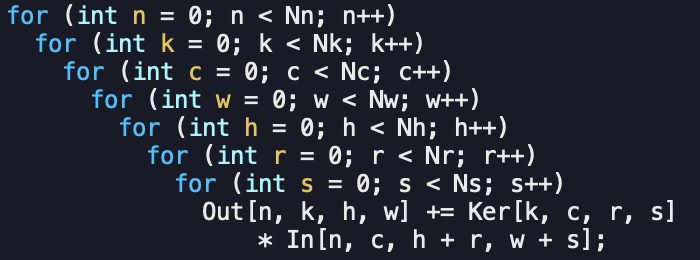 for (int n = 0; n < Nn; n++)
for (int k = 0; k < Nk; k++)
for (int c = 0; c < Nc; c++)
for (int w = 0; w < Nw; w++)
for (int h = 0; h < Nh; h++)
for (int r = 0; r < Nr; r++)
for (int s = 0; s < Ns; s++)
Out[n, k, h, w] += Ker[k, c, r, s]
* In[n, c, h + r, w + s];